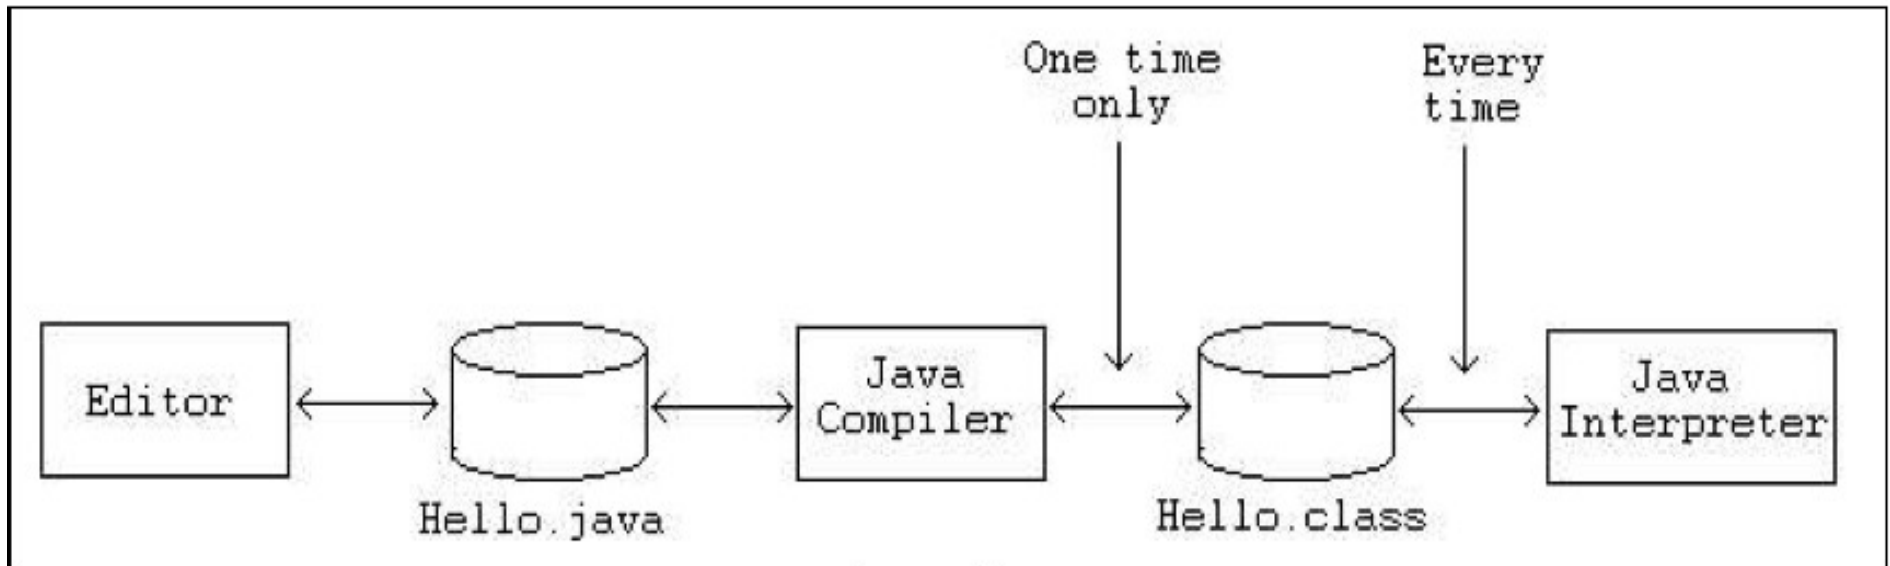 One time
only
Every
time
Editor
Java
Compiler
Java
Interpreter
Hello.java
Hello.class